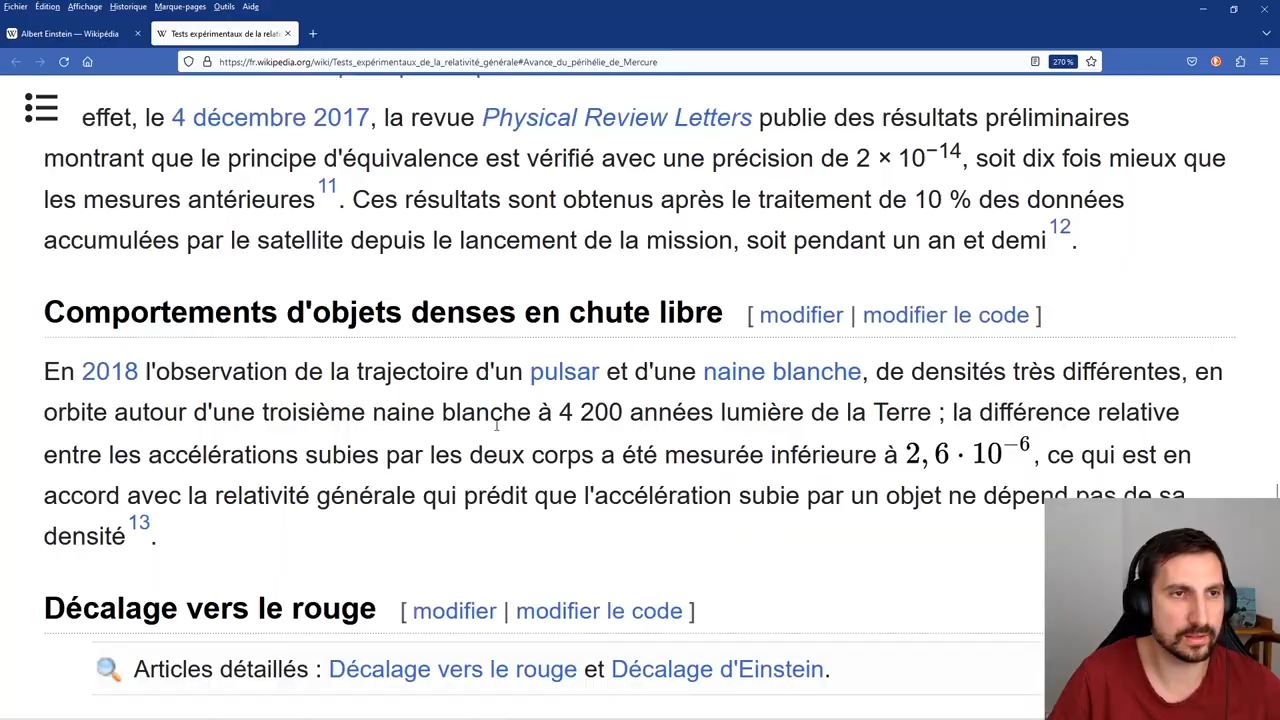 Fichier Édition Affichage Historique Marque-pages Outils Aide
Albert Einstein — Wikipédia
Tests expérimentaux de la relat
https://fr.wikipedia.org/wiki/Tests_expérimentaux_de_la_relativité_générale#Avance_du_périhélie_de_Mercure
270 %
effet, le 4 décembre 2017, la revue Physical Review Letters publie des résultats préliminaires
montrant que le principe d'équivalence est vérifié avec une précision de 2 × 10⁻¹⁴, soit dix fois mieux que
les mesures antérieures¹¹. Ces résultats sont obtenus après le traitement de 10 % des données
accumulées par le satellite depuis le lancement de la mission, soit pendant un an et demi¹².
Comportements d'objets denses en chute libre [ modifier | modifier le code ]
En 2018 l'observation de la trajectoire d'un pulsar et d'une naine blanche, de densités très différentes, en
orbite autour d'une troisième naine blanche à 4 200 années lumière de la Terre ; la différence relative
entre les accélérations subies par les deux corps a été mesurée inférieure à 2,6 · 10⁻⁶, ce qui est en
accord avec la relativité générale qui prédit que l'accélération subie par un objet ne dépend pas de sa
densité¹³.
Décalage vers le rouge [ modifier | modifier le code ]
Articles détaillés : Décalage vers le rouge et Décalage d'Einstein.